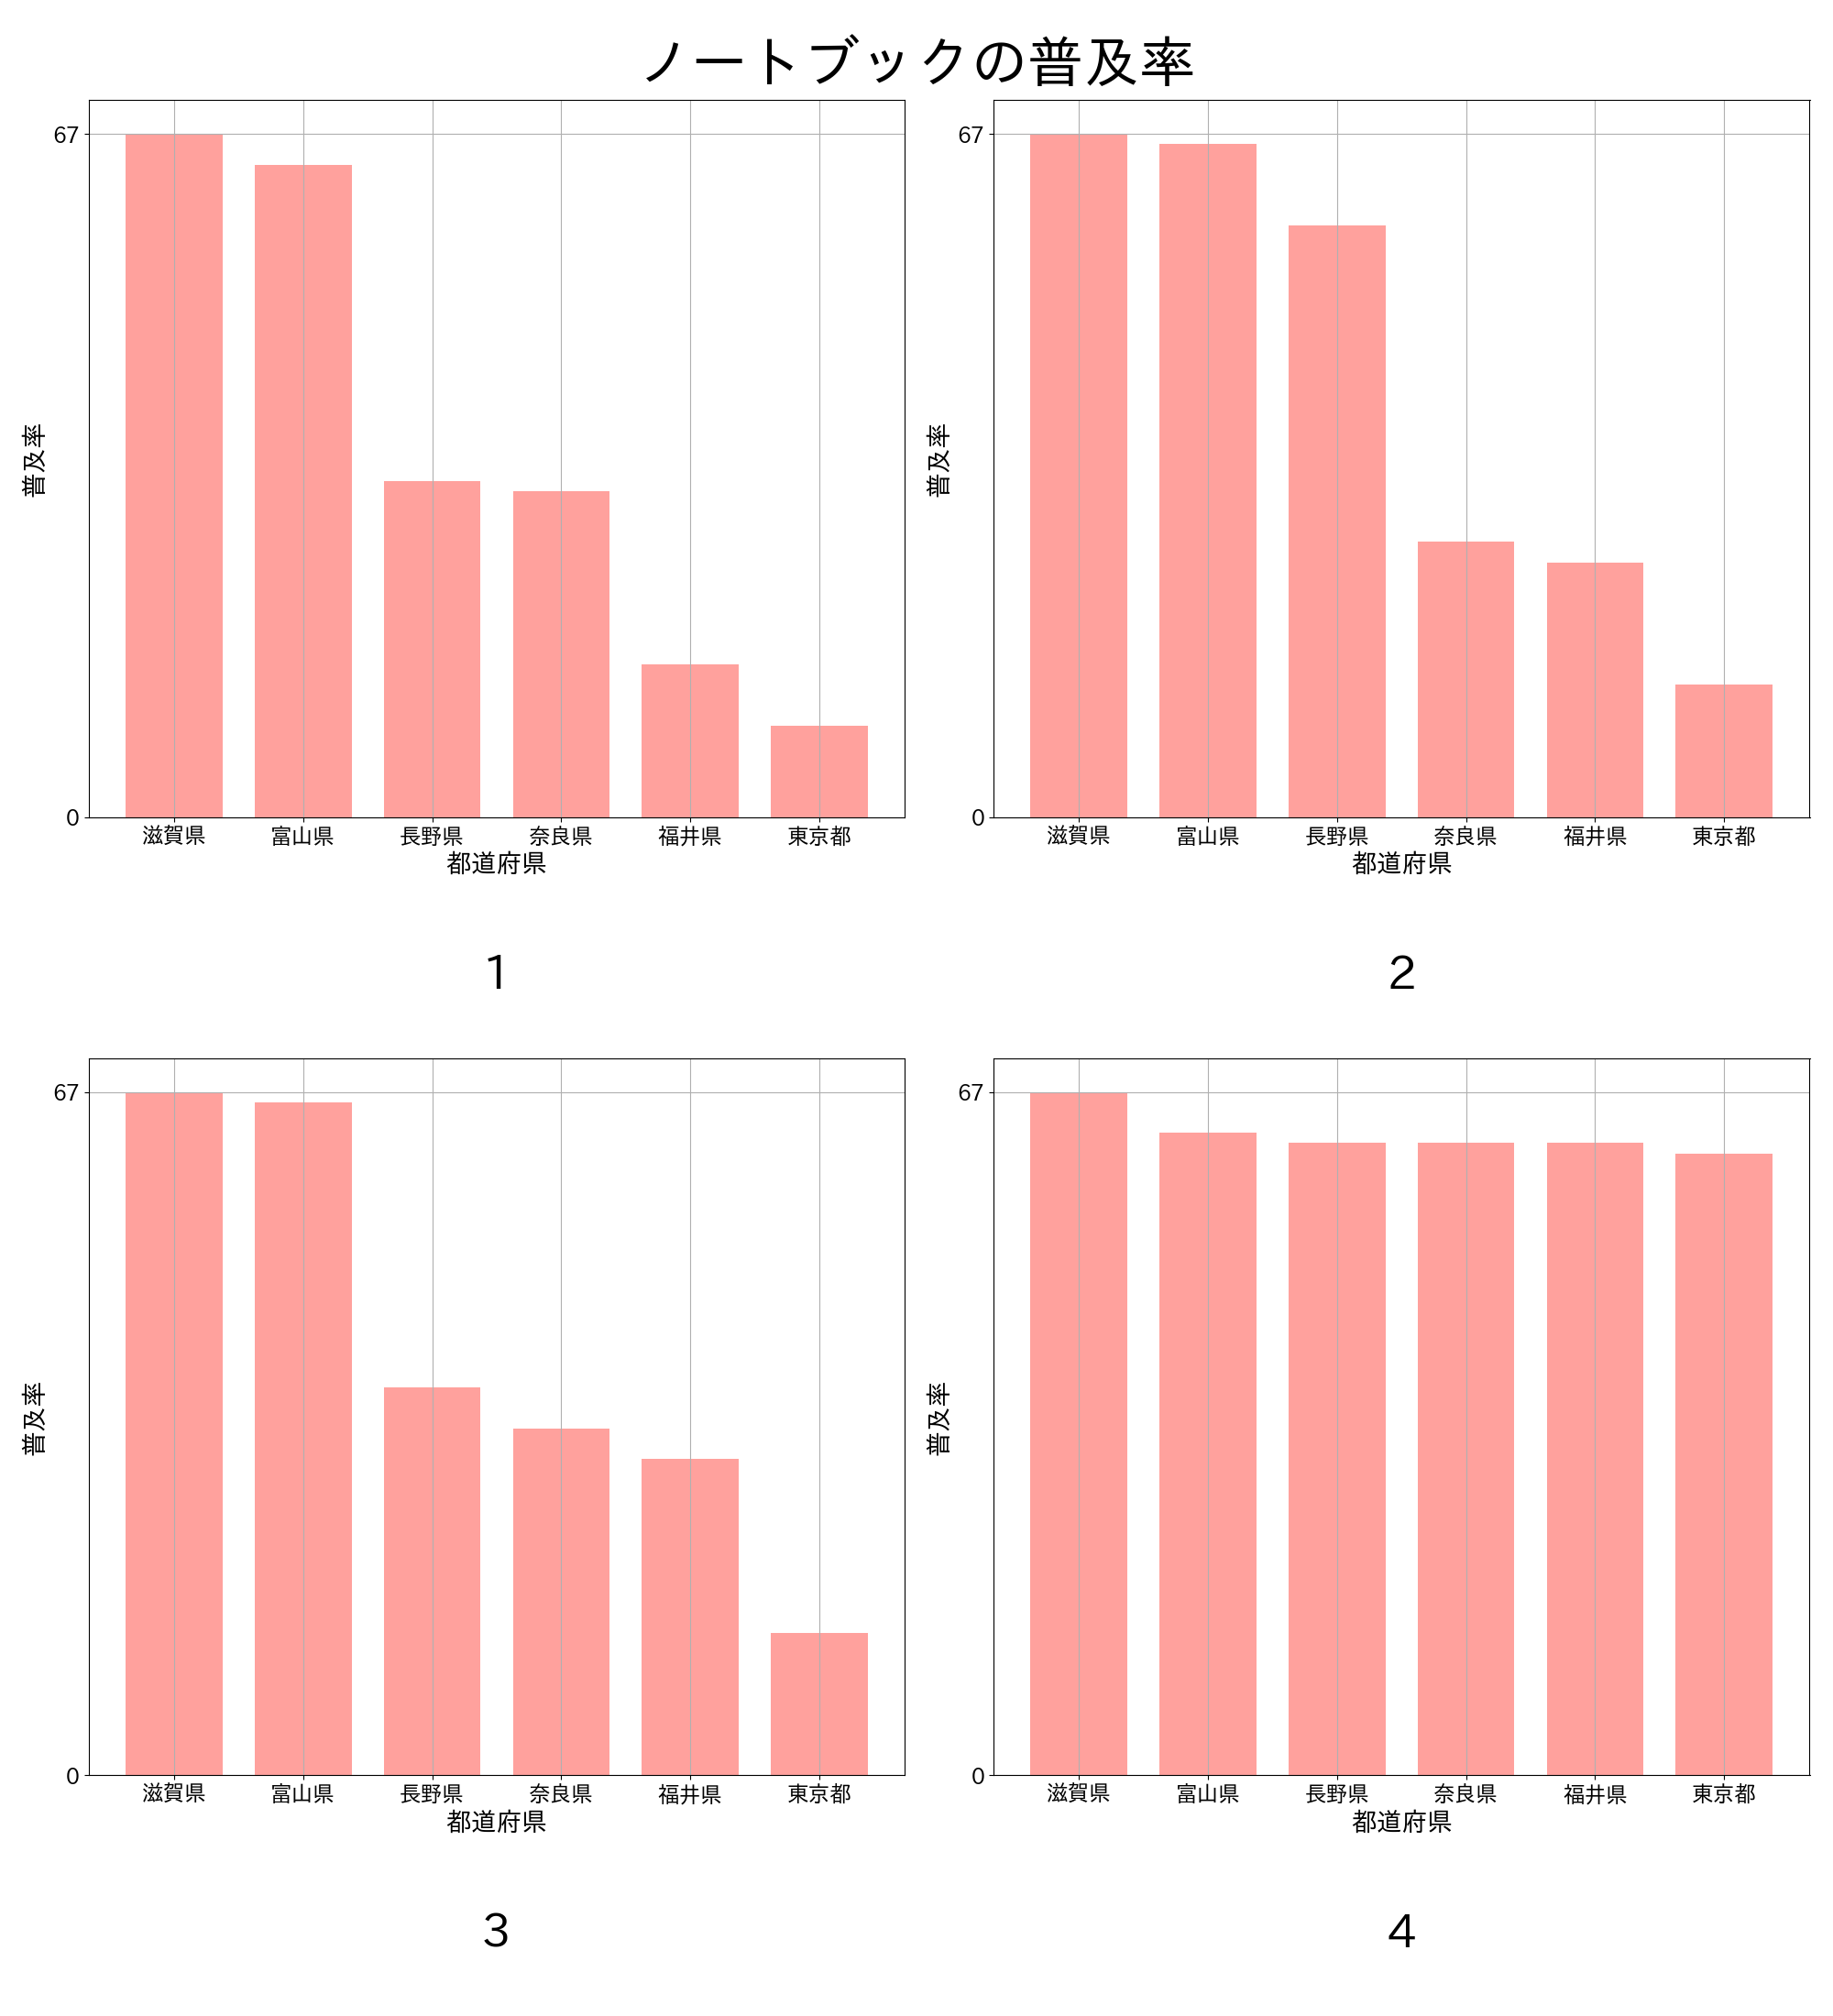 ノートブックの普及率
67
0
普及率
滋賀県 富山県 長野県 奈良県 福井県 東京都
都道府県
1
67
0
普及率
滋賀県 富山県 長野県 奈良県 福井県 東京都
都道府県
2
67
0
普及率
滋賀県 富山県 長野県 奈良県 福井県 東京都
都道府県
3
67
0
普及率
滋賀県 富山県 長野県 奈良県 福井県 東京都
都道府県
4